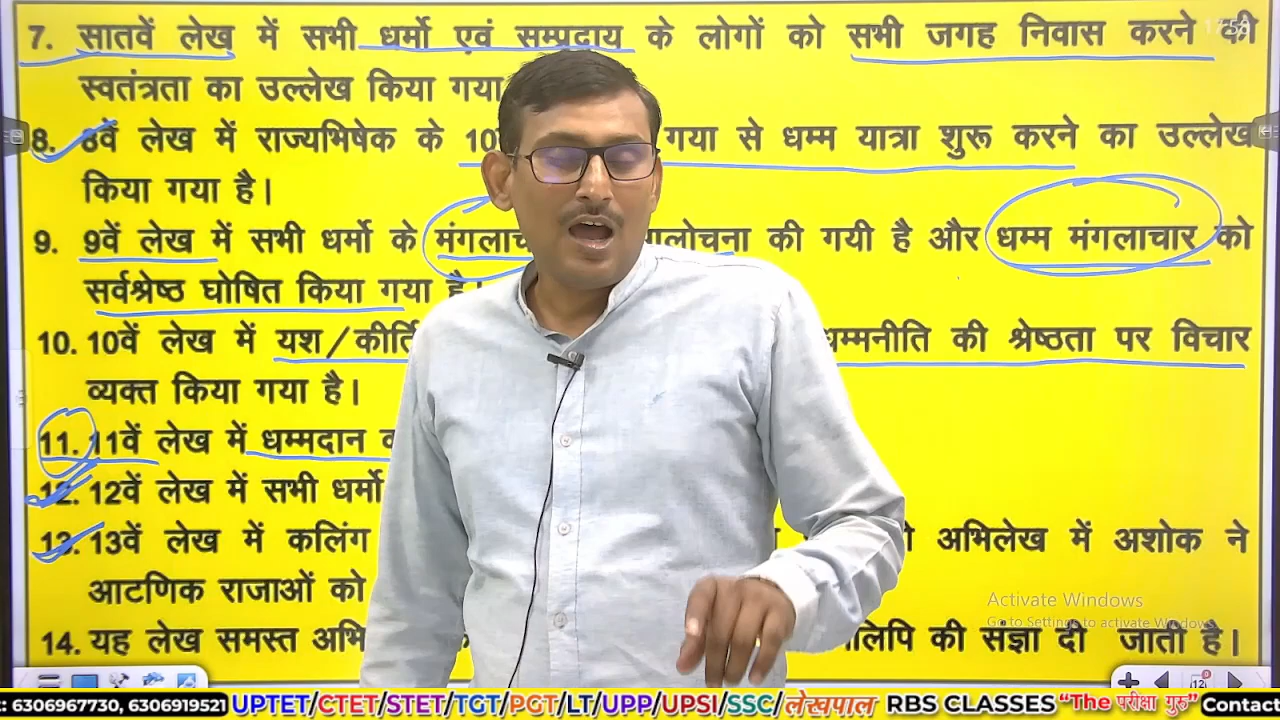 7. सातवें लेख में सभी धर्मो एवं सम्प्रदाय के लोगों को सभी जगह निवास करने की
स्वतंत्रता का उल्लेख किया गया
8. 8वें लेख में राज्यभिषेक के 10 गया से धम्म यात्रा शुरू करने का उल्लेख
किया गया है।
9. 9वें लेख में सभी धर्मो के की गयी है और धम्म मंगलाचार को
सर्वश्रेष्ठ घोषित किया गया है
10. 10वें लेख में यश/कीर्ति धम्मनीति की श्रेष्ठता पर विचार
व्यक्त किया गया है।
11. 11वें लेख में धम्मदान
12. 12वें लेख में सभी धर्मो
13. 13वें लेख में कलिंग अभिलेख में अशोक ने
आटणिक राजाओं को
14. यह लेख समस्त की संज्ञा दी जाती है।
Activate Windows
Go to Settings to activate Windows.
: 6306967730, 6306919521 UPTET/CTET/STET/TGT/PGT/LT/UPP/UPSI/SSC/लेखपाल RBS CLASSES “The परीक्षा गुरु” Contact